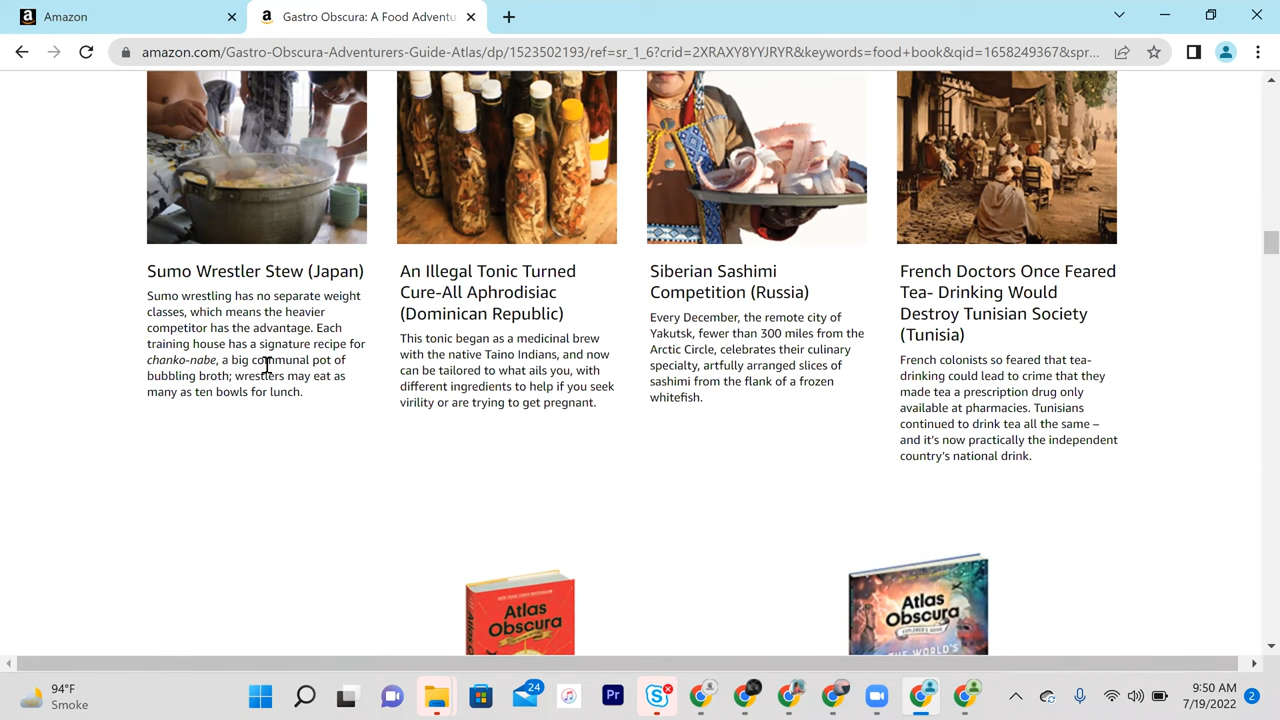 Amazon
Gastro Obscura: A Food Adventu
amazon.com/Gastro-Obscura-Adventurers-Guide-Atlas/dp/1523502193/ref=sr_1_6?crid=2XRAXY8YYJRYR&keywords=food+book&qid=1658249367&spr...
Sumo Wrestler Stew (Japan)
Sumo wrestling has no separate weight
classes, which means the heavier
competitor has the advantage. Each
training house has a signature recipe for
chanko-nabe, a big communal pot of
bubbling broth; wrestlers may eat as
many as ten bowls for lunch.
An Illegal Tonic Turned
Cure-All Aphrodisiac
(Dominican Republic)
This tonic began as a medicinal brew
with the native Taino Indians, and now
can be tailored to what ails you, with
different ingredients to help if you seek
virility or are trying to get pregnant.
Siberian Sashimi
Competition (Russia)
Every December, the remote city of
Yakutsk, fewer than 300 miles from the
Arctic Circle, celebrates their culinary
specialty, artfully arranged slices of
sashimi from the flank of a frozen
whitefish.
French Doctors Once Feared
Tea- Drinking Would
Destroy Tunisian Society
(Tunisia)
French colonists so feared that tea-
drinking could lead to crime that they
made tea a prescription drug only
available at pharmacies. Tunisians
continued to drink tea all the same –
and it's now practically the independent
country's national drink.
Atlas
Obscura
Atlas
Obscura
EXPLORER'S GUIDE
THE WORLD'S
94°F
Smoke
24
Pr
9:50 AM
7/19/2022
2